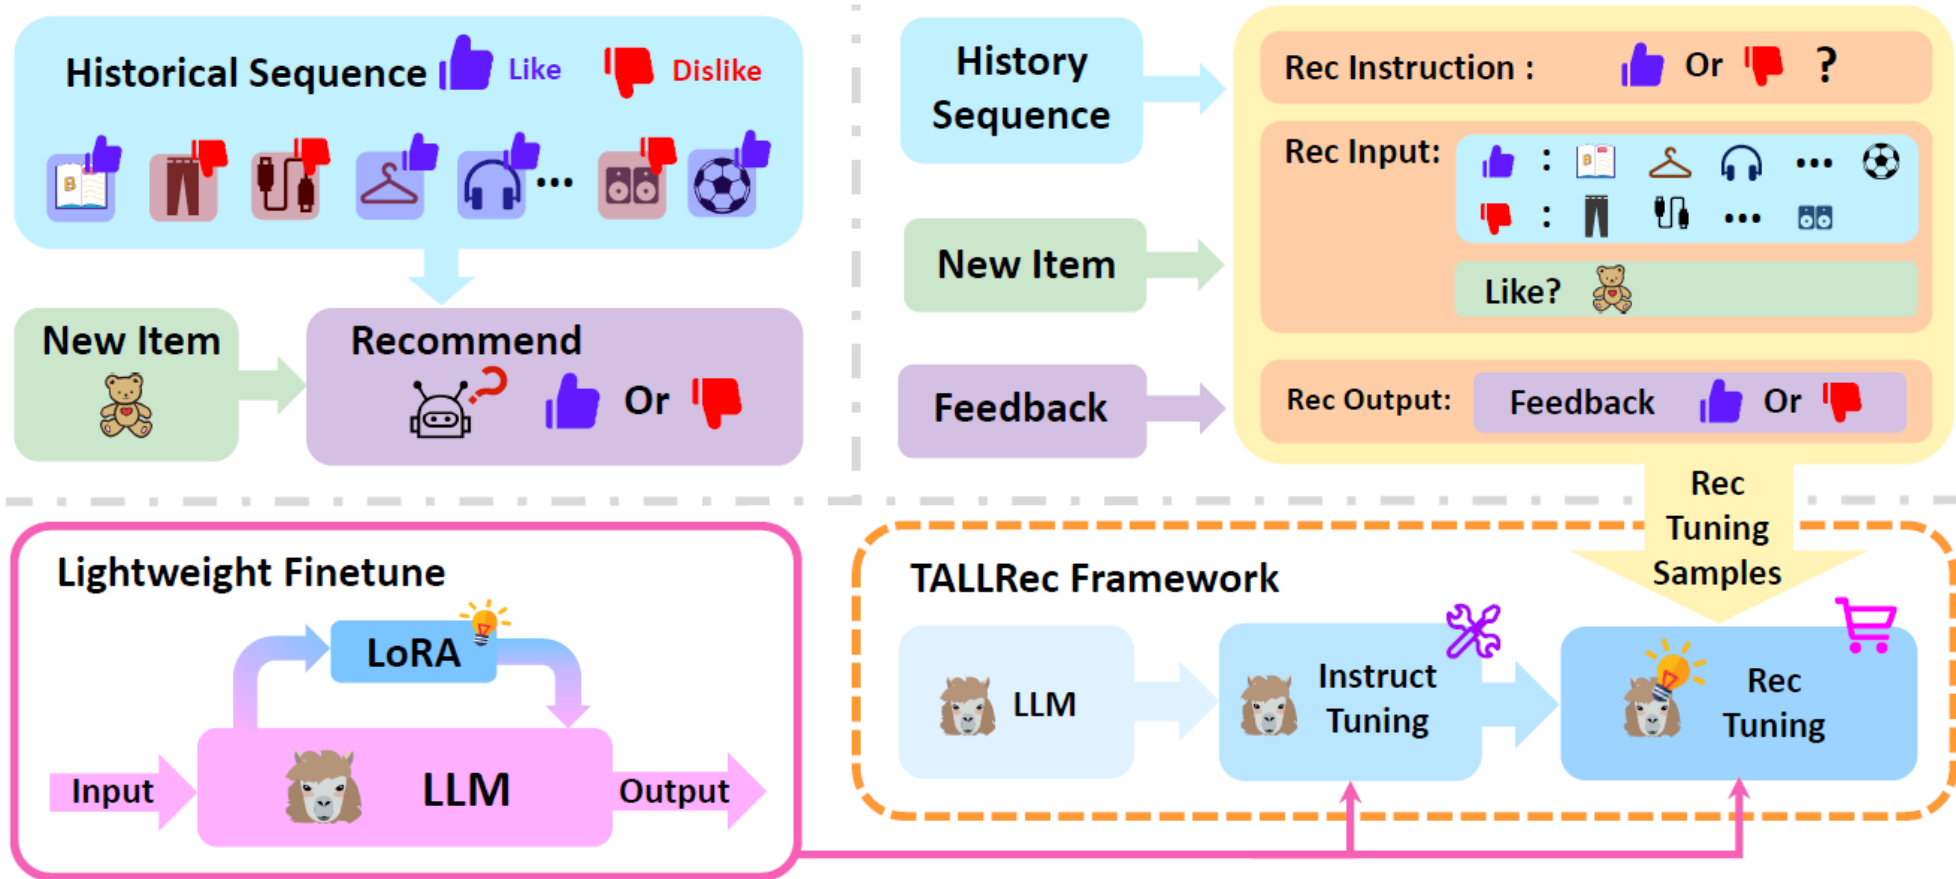 Historical Sequence Like Dislike
...
New Item
Recommend
Or
History
Sequence
New Item
Feedback
Rec Instruction : Or ?
Rec Input:
: ...
: ...
Like?
Rec Output: Feedback Or
Rec
Tuning
Samples
Lightweight Finetune
LoRA
Input
LLM
Output
TALLRec Framework
LLM
Instruct
Tuning
Rec
Tuning